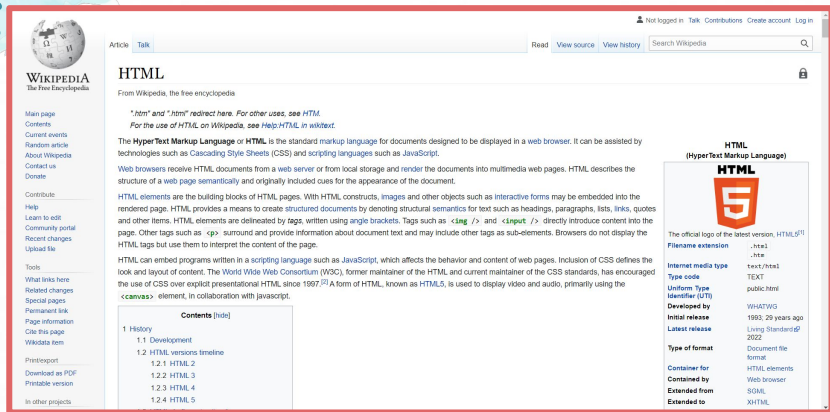 Not logged in Talk Contributions Create account Log in
Article Talk
Read View source View history Search Wikipedia
WIKIPEDIA
The Free Encyclopedia
Main page
Contents
Current events
Random article
About Wikipedia
Contact us
Donate
Contribute
Help
Learn to edit
Community portal
Recent changes
Upload file
Tools
What links here
Related changes
Special pages
Permanent link
Page information
Cite this page
Wikidata item
Print/export
Download as PDF
Printable version
In other projects
HTML
From Wikipedia, the free encyclopedia
".htm" and ".html" redirect here. For other uses, see HTM.
For the use of HTML on Wikipedia, see Help:HTML in wikitext.
The HyperText Markup Language or HTML is the standard markup language for documents designed to be displayed in a web browser. It can be assisted by
technologies such as Cascading Style Sheets (CSS) and scripting languages such as JavaScript.
Web browsers receive HTML documents from a web server or from local storage and render the documents into multimedia web pages. HTML describes the
structure of a web page semantically and originally included cues for the appearance of the document.
HTML elements are the building blocks of HTML pages. With HTML constructs, images and other objects such as interactive forms may be embedded into the
rendered page. HTML provides a means to create structured documents by denoting structural semantics for text such as headings, paragraphs, lists, links, quotes
and other items. HTML elements are delineated by tags, written using angle brackets. Tags such as <img /> and <input /> directly introduce content into the
page. Other tags such as <p> surround and provide information about document text and may include other tags as sub-elements. Browsers do not display the
HTML tags but use them to interpret the content of the page.
HTML can embed programs written in a scripting language such as JavaScript, which affects the behavior and content of web pages. Inclusion of CSS defines the
look and layout of content. The World Wide Web Consortium (W3C), former maintainer of the HTML and current maintainer of the CSS standards, has encouraged
the use of CSS over explicit presentational HTML since 1997.[2] A form of HTML, known as HTML5, is used to display video and audio, primarily using the
<canvas> element, in collaboration with javascript.
Contents [hide]
1 History
1.1 Development
1.2 HTML versions timeline
1.2.1 HTML 2
1.2.2 HTML 3
1.2.3 HTML 4
1.2.4 HTML 5
HTML
(HyperText Markup Language)
HTML
5
The official logo of the latest version, HTML5[1]
Filename extension .html
.htm
Internet media type text/html
Type code TEXT
Uniform Type public.html
Identifier (UTI)
Developed by WHATWG
Initial release 1993; 29 years ago
Latest release Living Standard
2022
Type of format Document file
format
Container for HTML elements
Contained by Web browser
Extended from SGML
Extended to XHTML